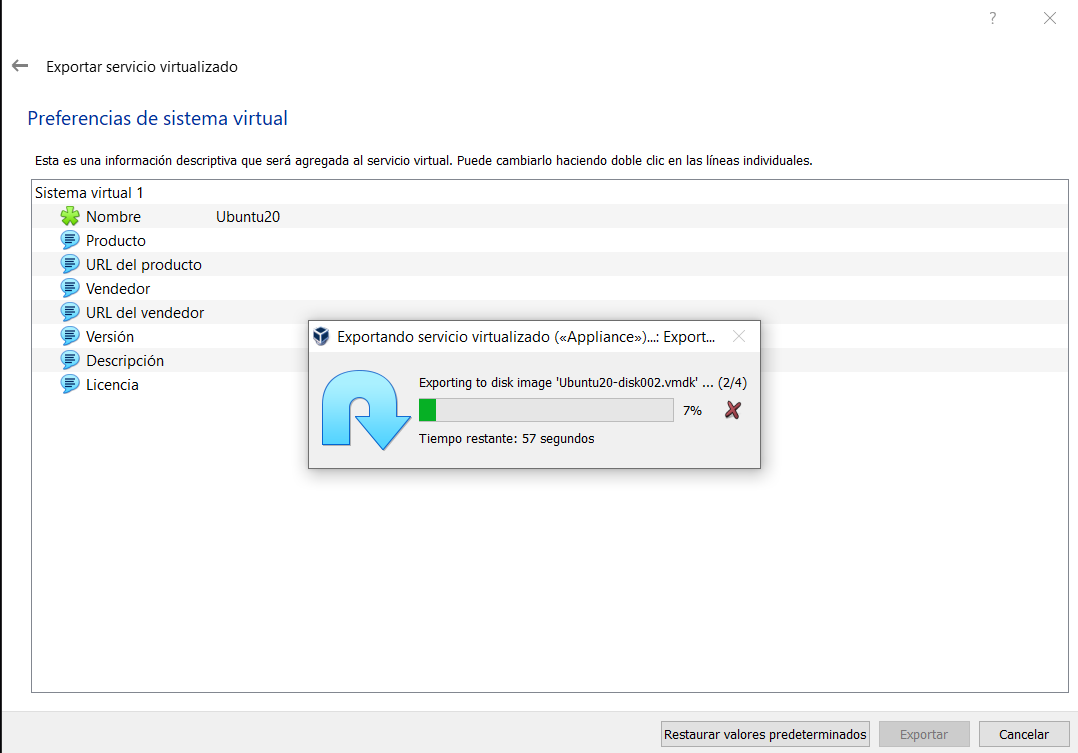 ?
Exportar servicio virtualizado
Preferencias de sistema virtual
Esta es una información descriptiva que será agregada al servicio virtual. Puede cambiarlo haciendo doble clic en las líneas individuales.
Sistema virtual 1
Nombre Ubuntu20
Producto
URL del producto
Vendedor
URL del vendedor
Versión
Descripción
Licencia
Exportando servicio virtualizado («Appliance»)...: Export...
Exporting to disk image 'Ubuntu20-disk002.vmdk' ... (2/4)
7%
Tiempo restante: 57 segundos
Restaurar valores predeterminados Exportar Cancelar